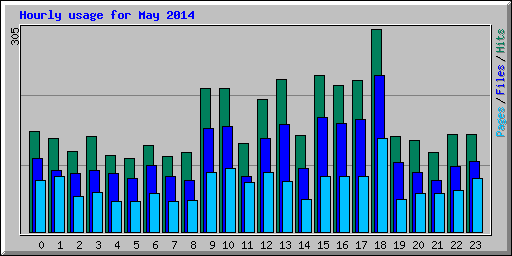 Hourly usage for May 2014
305
Pages / Files / Hits
0 1 2 3 4 5 6 7 8 9 10 11 12 13 14 15 16 17 18 19 20 21 22 23